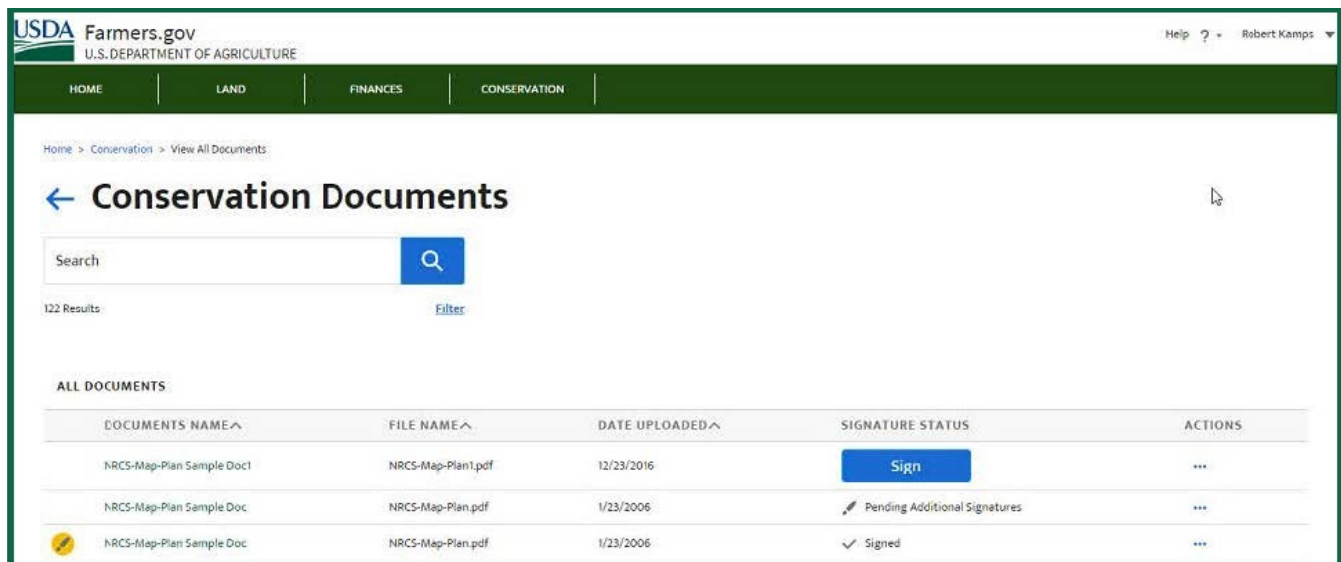 USDA Farmers.gov
U.S. DEPARTMENT OF AGRICULTURE
Help ? Robert Kamps
HOME LAND FINANCES CONSERVATION
Home > Conservation > View All Documents
← Conservation Documents
Search
122 Results Filter
ALL DOCUMENTS
DOCUMENTS NAME FILE NAME DATE UPLOADED SIGNATURE STATUS ACTIONS
NRCS-Map-Plan Sample Doc1 NRCS-Map-Plan1.pdf 12/23/2016 Sign ...
NRCS-Map-Plan Sample Doc NRCS-Map-Plan.pdf 1/23/2006 Pending Additional Signatures ...
NRCS-Map-Plan Sample Doc NRCS-Map-Plan.pdf 1/23/2006 Signed ...